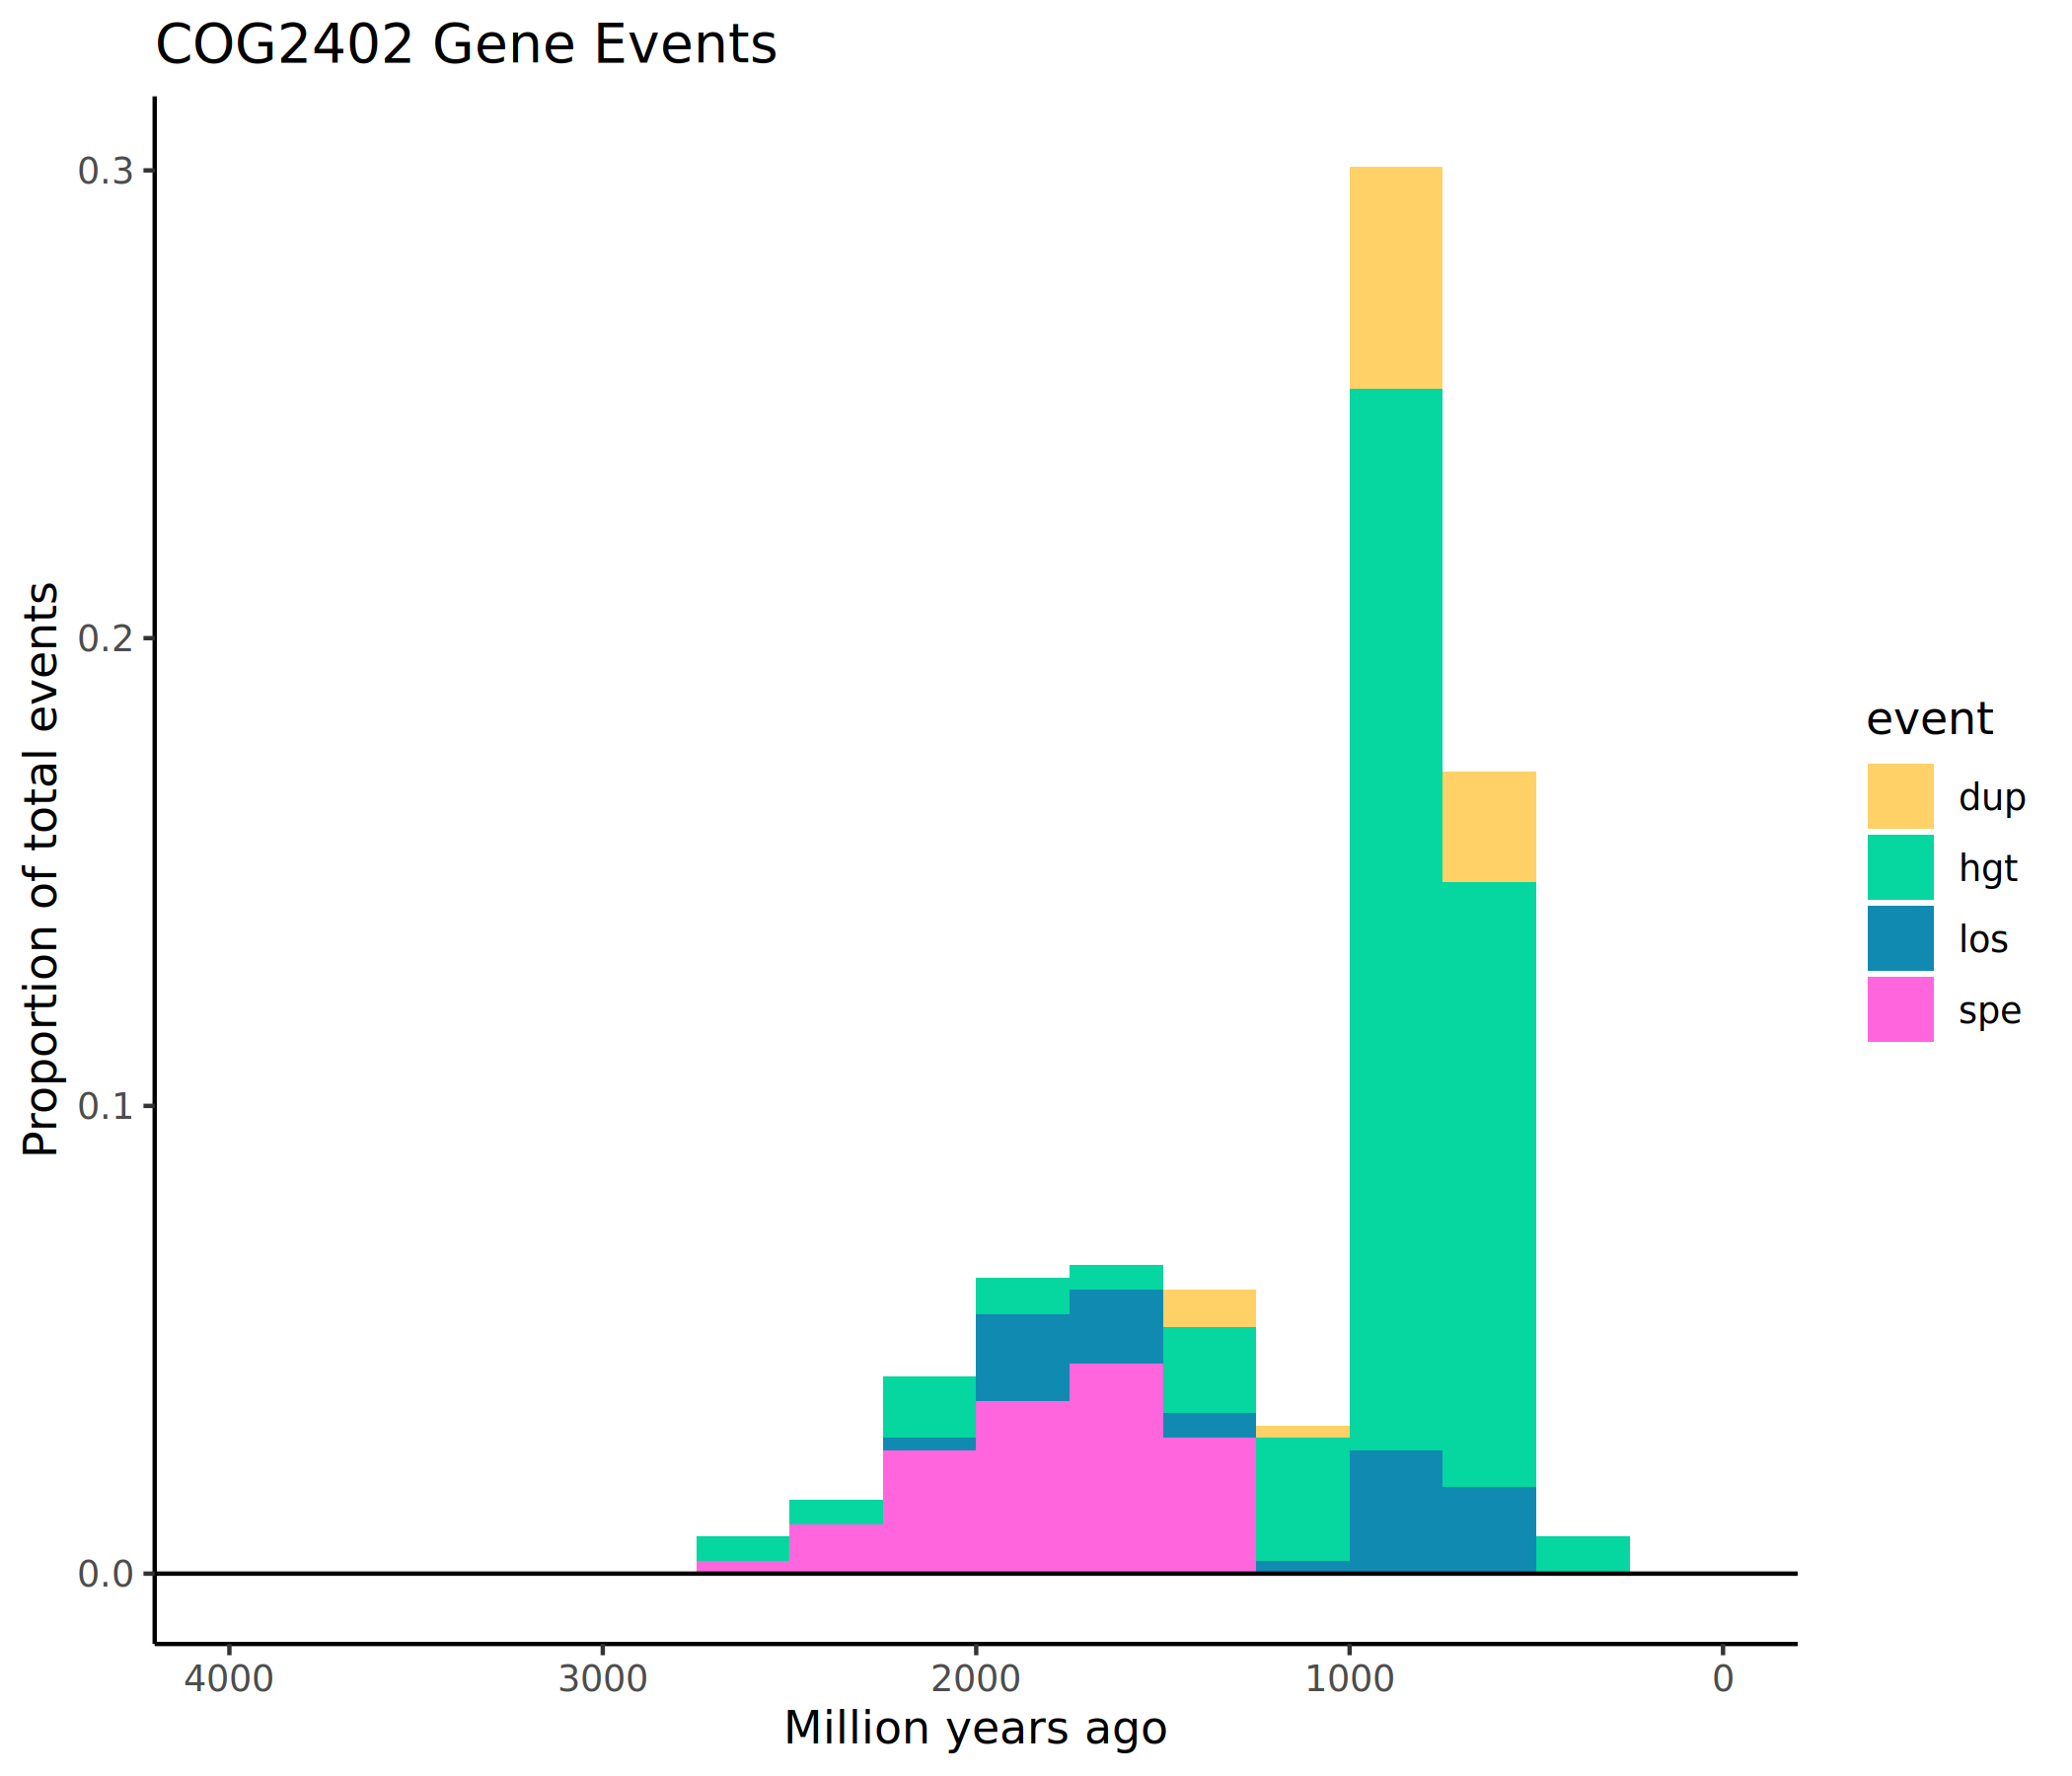 COG2402 Gene Events
Proportion of total events
0.3
0.2
0.1
0.0
4000 3000 2000 1000 0
Million years ago
event
dup
hgt
los
spe